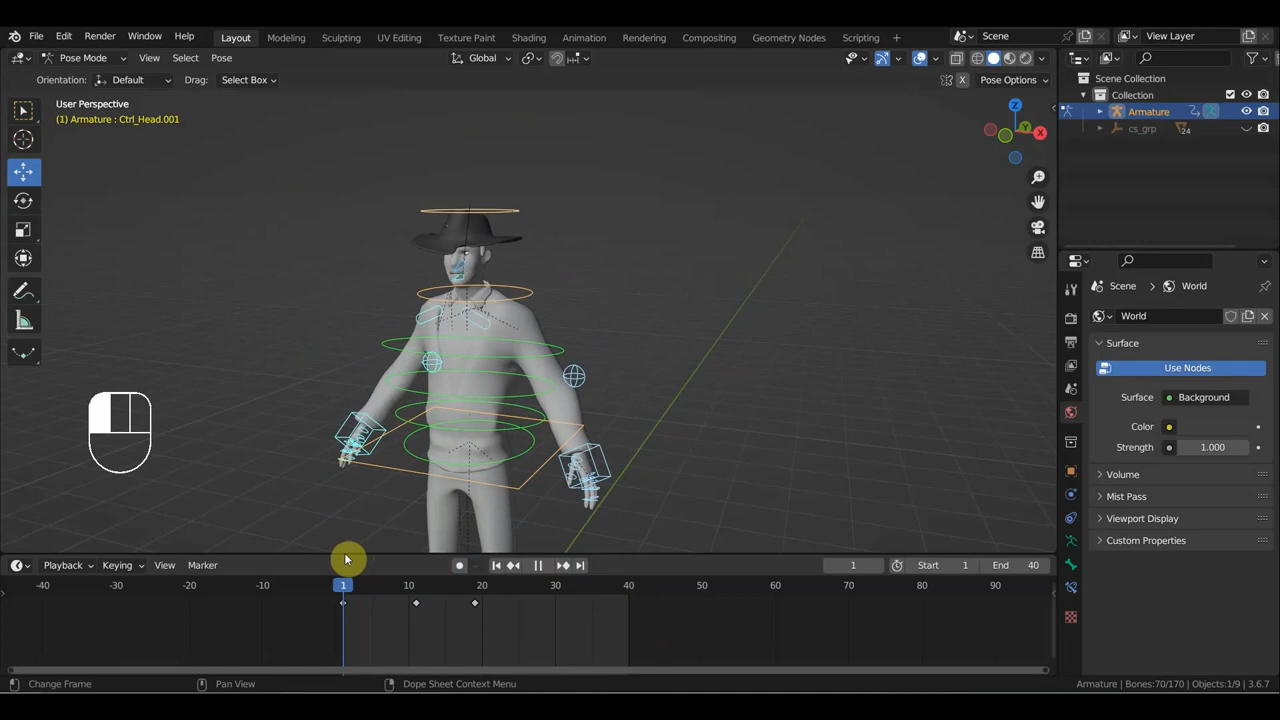 File Edit Render Window Help Layout Modeling Sculpting UV Editing Texture Paint Shading Animation Rendering Compositing Geometry Nodes Scripting + Scene View Layer
Pose Mode View Select Pose Global
Orientation: Default Drag: Select Box X Pose Options
User Perspective
(1) Armature : Ctrl_Head.001
Z
Y
X
Scene Collection
Collection
Armature
cs_grp 24
Scene World
World
Surface
Use Nodes
Surface Background
Color
Strength 1.000
Volume
Mist Pass
Viewport Display
Custom Properties
Playback Keying View Marker 1 Start 1 End 40
-40 -30 -20 -10 1 10 20 30 40 50 60 70 80 90
Change Frame Pan View Dope Sheet Context Menu Armature | Bones:70/170 | Objects:1/9 | 3.6.7